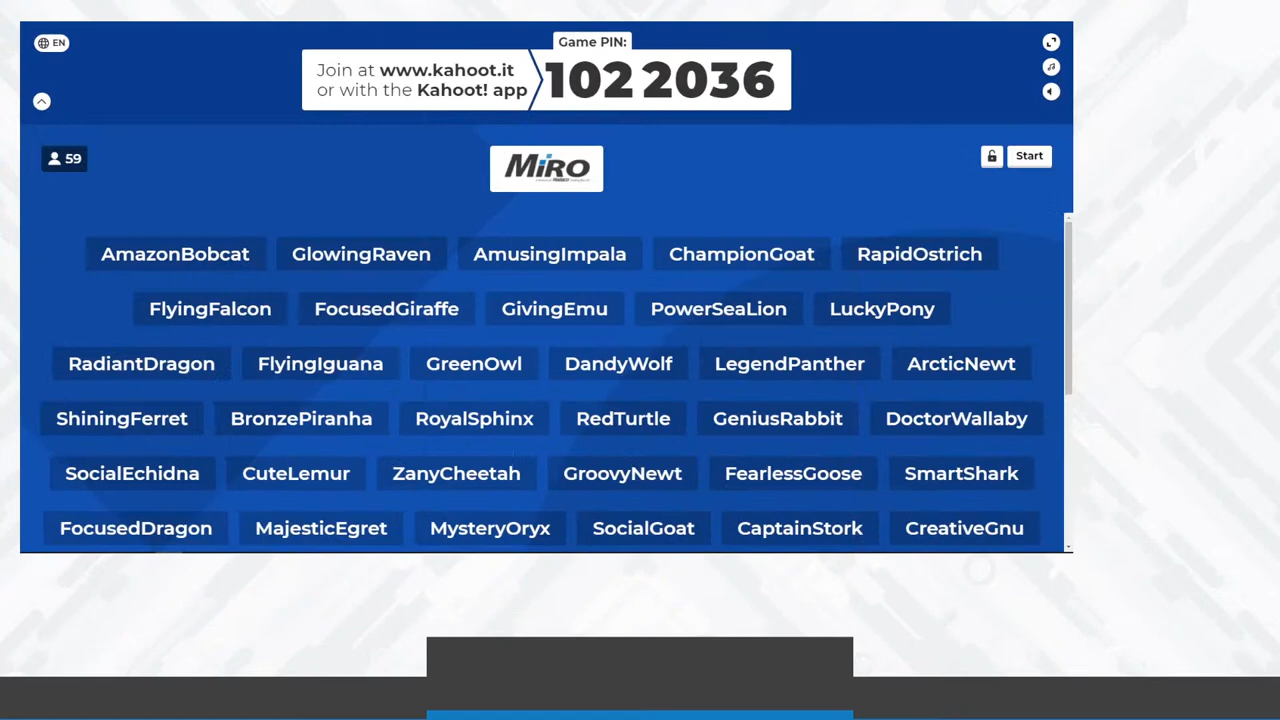 EN
Game PIN:
Join at www.kahoot.it
or with the Kahoot! app
102 2036
59
MiRO
Start
AmazonBobcat GlowingRaven AmusingImpala ChampionGoat RapidOstrich
FlyingFalcon FocusedGiraffe GivingEmu PowerSeaLion LuckyPony
RadiantDragon FlyingIguana GreenOwl DandyWolf LegendPanther ArcticNewt
ShiningFerret BronzePiranha RoyalSphinx RedTurtle GeniusRabbit DoctorWallaby
SocialEchidna CuteLemur ZanyCheetah GroovyNewt FearlessGoose SmartShark
FocusedDragon MajesticEgret MysteryOryx SocialGoat CaptainStork CreativeGnu